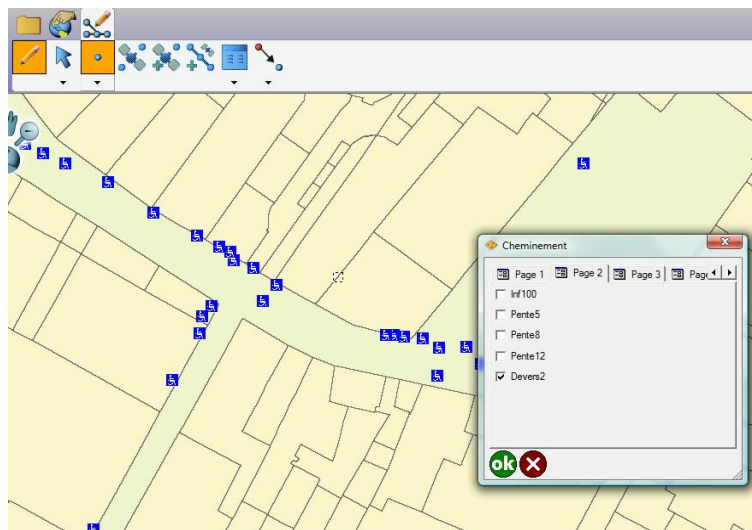 Cheminement
Page 1 Page 2 Page 3 Pag
Inf100
Pente5
Pente8
Pente12
Devers2
ok